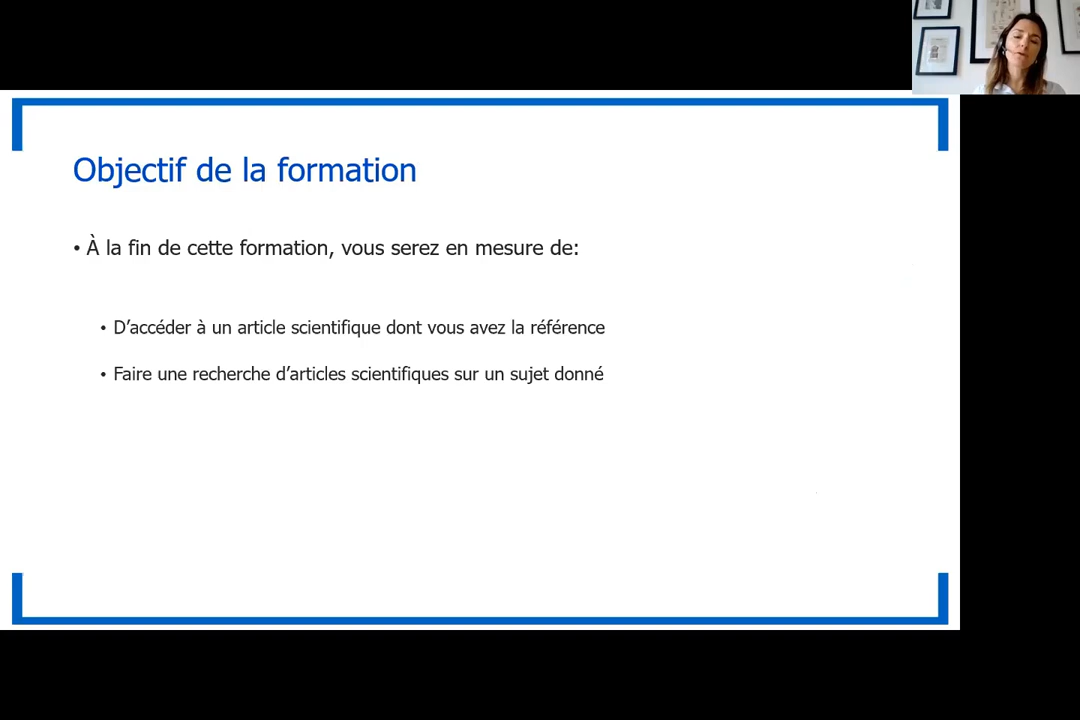 Objectif de la formation
• À la fin de cette formation, vous serez en mesure de:
• D’accéder à un article scientifique dont vous avez la référence
• Faire une recherche d’articles scientifiques sur un sujet donné